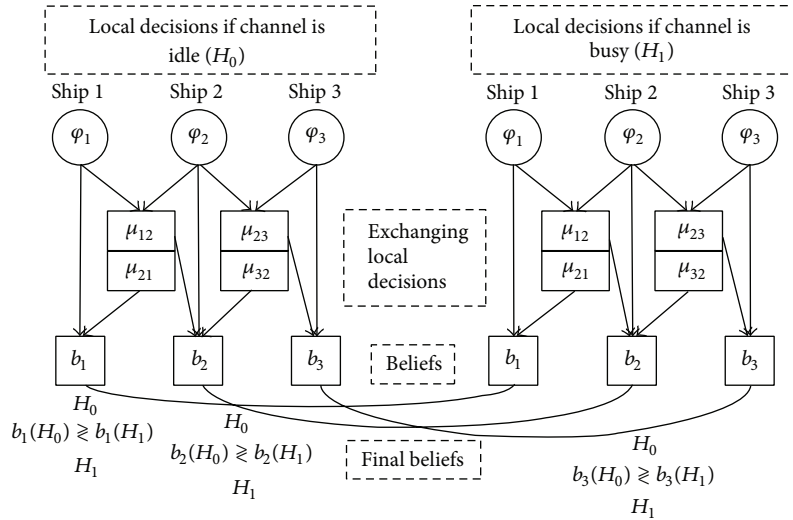 Local decisions if channel is
idle (H₀)
Local decisions if channel is
busy (H₁)
Ship 1 Ship 2 Ship 3
Ship 1 Ship 2 Ship 3
φ₁ φ₂ φ₃
φ₁ φ₂ φ₃
μ₁₂ μ₂₃
μ₂₁ μ₃₂
Exchanging
local
decisions
μ₁₂ μ₂₃
μ₂₁ μ₃₂
b₁ b₂ b₃
Beliefs
b₁ b₂ b₃
H₀
b₁(H₀) ≷ b₁(H₁)
H₁
H₀
b₂(H₀) ≷ b₂(H₁)
H₁
Final beliefs
H₀
b₃(H₀) ≷ b₃(H₁)
H₁